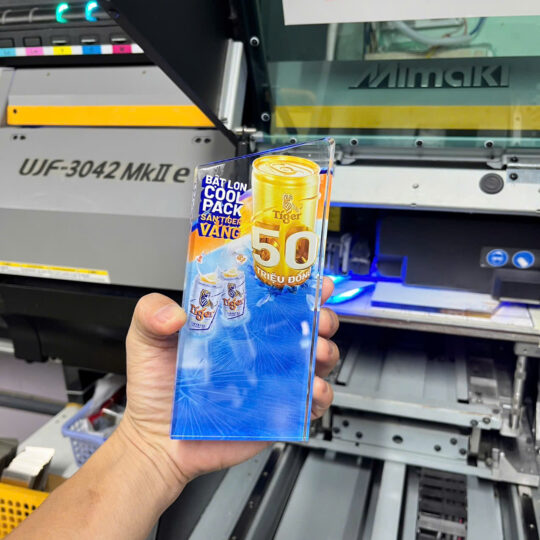 Mimaki
UJF-3042 MkII e
BẬT LON
COOL
PACK
SĂN TIGER
VÀNG
Tiger
50
TRIỆU ĐỒNG
Tiger
Tiger